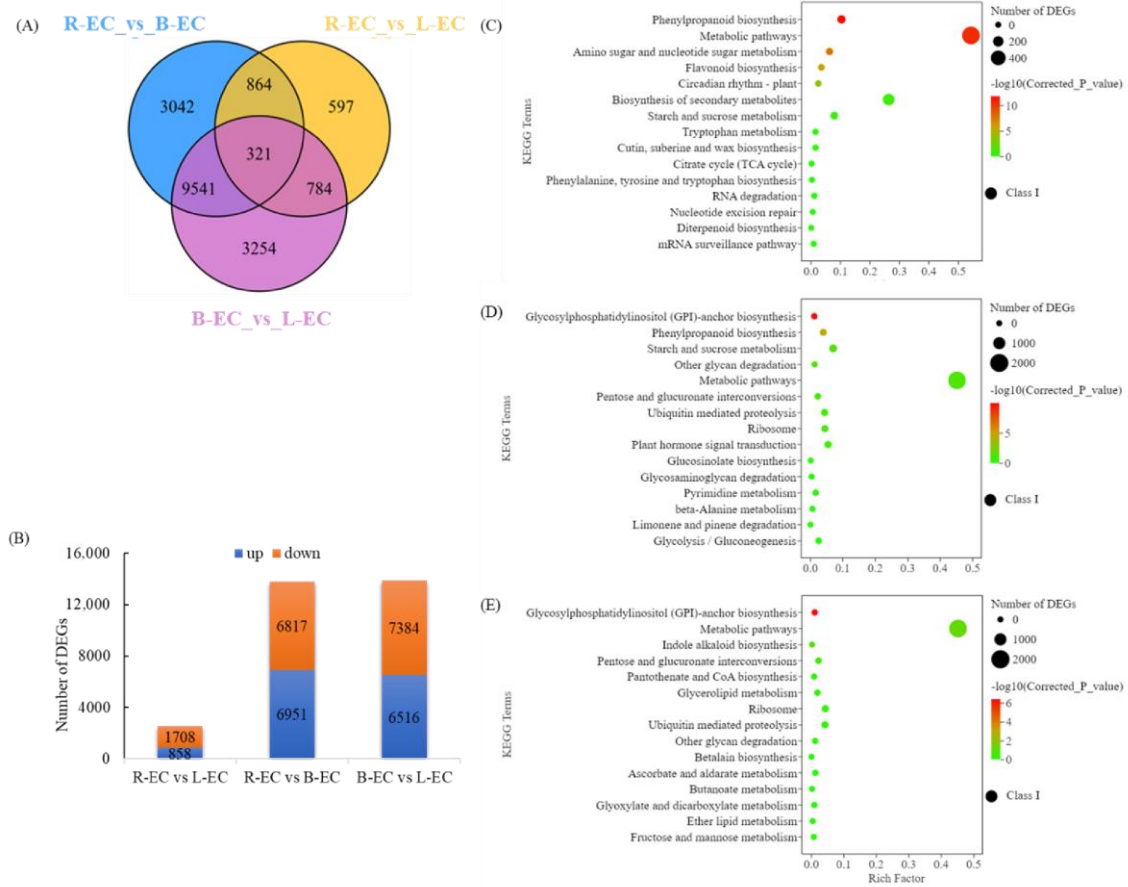 (A)
R-EC_vs_B-EC
R-EC_vs_L-EC
864
3042
597
321
9541
784
3254
B-EC_vs_L-EC
(B)
up
down
Number of DEGs
16,000
12,000
8000
4000
0
1708
858
6817
6951
7384
6516
R-EC vs L-EC
R-EC vs B-EC
B-EC vs L-EC
(C)
KEGG Terms
Phenylpropanoid biosynthesis
Metabolic pathways
Amino sugar and nucleotide sugar metabolism
Flavonoid biosynthesis
Circadian rhythm - plant
Biosynthesis of secondary metabolites
Starch and sucrose metabolism
Tryptophan metabolism
Cutin, suberine and wax biosynthesis
Citrate cycle (TCA cycle)
Phenylalanine, tyrosine and tryptophan biosynthesis
RNA degradation
Nucleotide excision repair
Diterpenoid biosynthesis
mRNA surveillance pathway
0.0 0.1 0.2 0.3 0.4 0.5
Number of DEGs
0
200
400
-log10(Corrected_P_value)
10
5
0
Class I
(D)
KEGG Terms
Glycosylphosphatidylinositol (GPI)-anchor biosynthesis
Phenylpropanoid biosynthesis
Starch and sucrose metabolism
Other glycan degradation
Metabolic pathways
Pentose and glucuronate interconversions
Ubiquitin mediated proteolysis
Ribosome
Plant hormone signal transduction
Glucosinolate biosynthesis
Glycosaminoglycan degradation
Pyrimidine metabolism
beta-Alanine metabolism
Limonene and pinene degradation
Glycolysis / Gluconeogenesis
0.0 0.1 0.2 0.3 0.4 0.5
Number of DEGs
0
1000
2000
-log10(Corrected_P_value)
5
0
Class I
(E)
KEGG Terms
Glycosylphosphatidylinositol (GPI)-anchor biosynthesis
Metabolic pathways
Indole alkaloid biosynthesis
Pentose and glucuronate interconversions
Pantothenate and CoA biosynthesis
Glycerolipid metabolism
Ribosome
Ubiquitin mediated proteolysis
Other glycan degradation
Betalain biosynthesis
Ascorbate and aldarate metabolism
Butanoate metabolism
Glyoxylate and dicarboxylate metabolism
Ether lipid metabolism
Fructose and mannose metabolism
0.0 0.1 0.2 0.3 0.4 0.5
Rich Factor
Number of DEGs
0
1000
2000
-log10(Corrected_P_value)
6
4
2
0
Class I